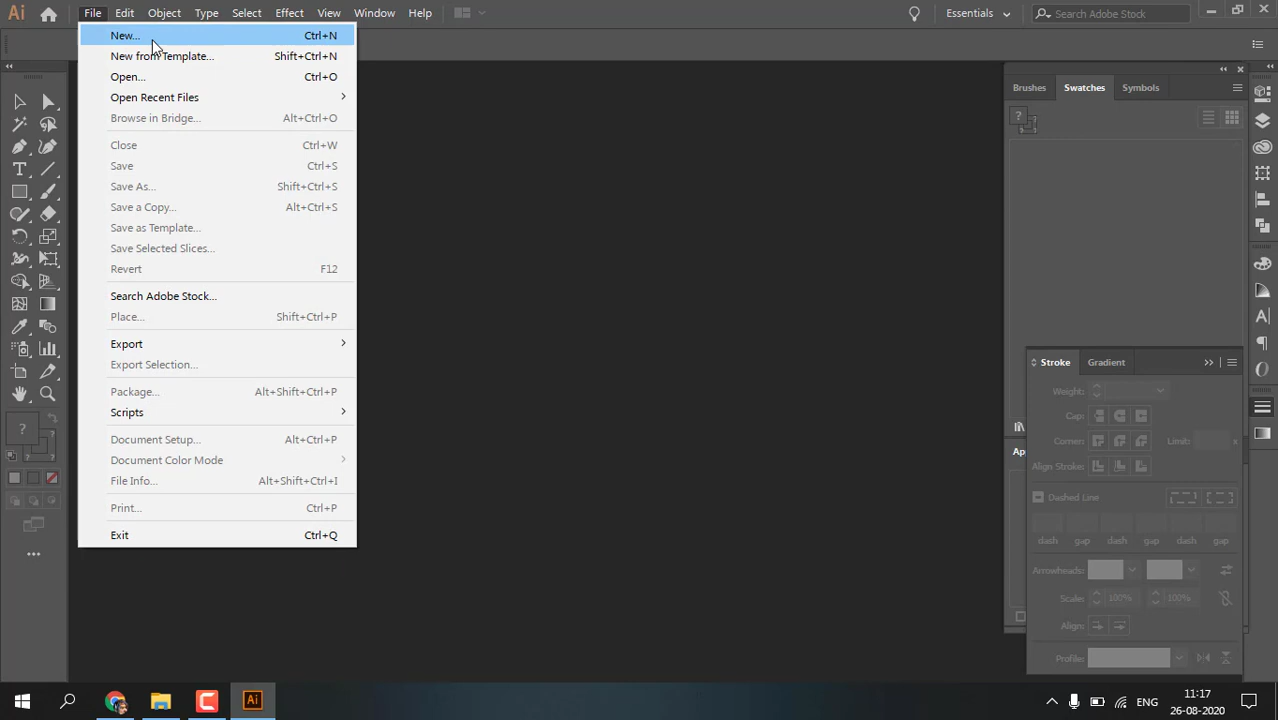 Ai File Edit Object Type Select Effect View Window Help Essentials Search Adobe Stock
New... Ctrl+N
New from Template... Shift+Ctrl+N
Open... Ctrl+O
Open Recent Files
Browse in Bridge... Alt+Ctrl+O
Close Ctrl+W
Save Ctrl+S
Save As... Shift+Ctrl+S
Save a Copy... Alt+Ctrl+S
Save as Template...
Save Selected Slices...
Revert F12
Search Adobe Stock...
Place... Shift+Ctrl+P
Export
Export Selection...
Package... Alt+Shift+Ctrl+P
Scripts
Document Setup... Alt+Ctrl+P
Document Color Mode
File Info... Alt+Shift+Ctrl+I
Print... Ctrl+P
Exit Ctrl+Q
Brushes Swatches Symbols
?
?
Ap
Stroke Gradient
Weight:
Cap:
Corner: Limit: x
Align Stroke:
Dashed Line
dash gap dash gap dash gap
Arrowheads:
Scale: 100% 100%
Align:
Profile:
Ai
ENG
11:17
26-08-2020